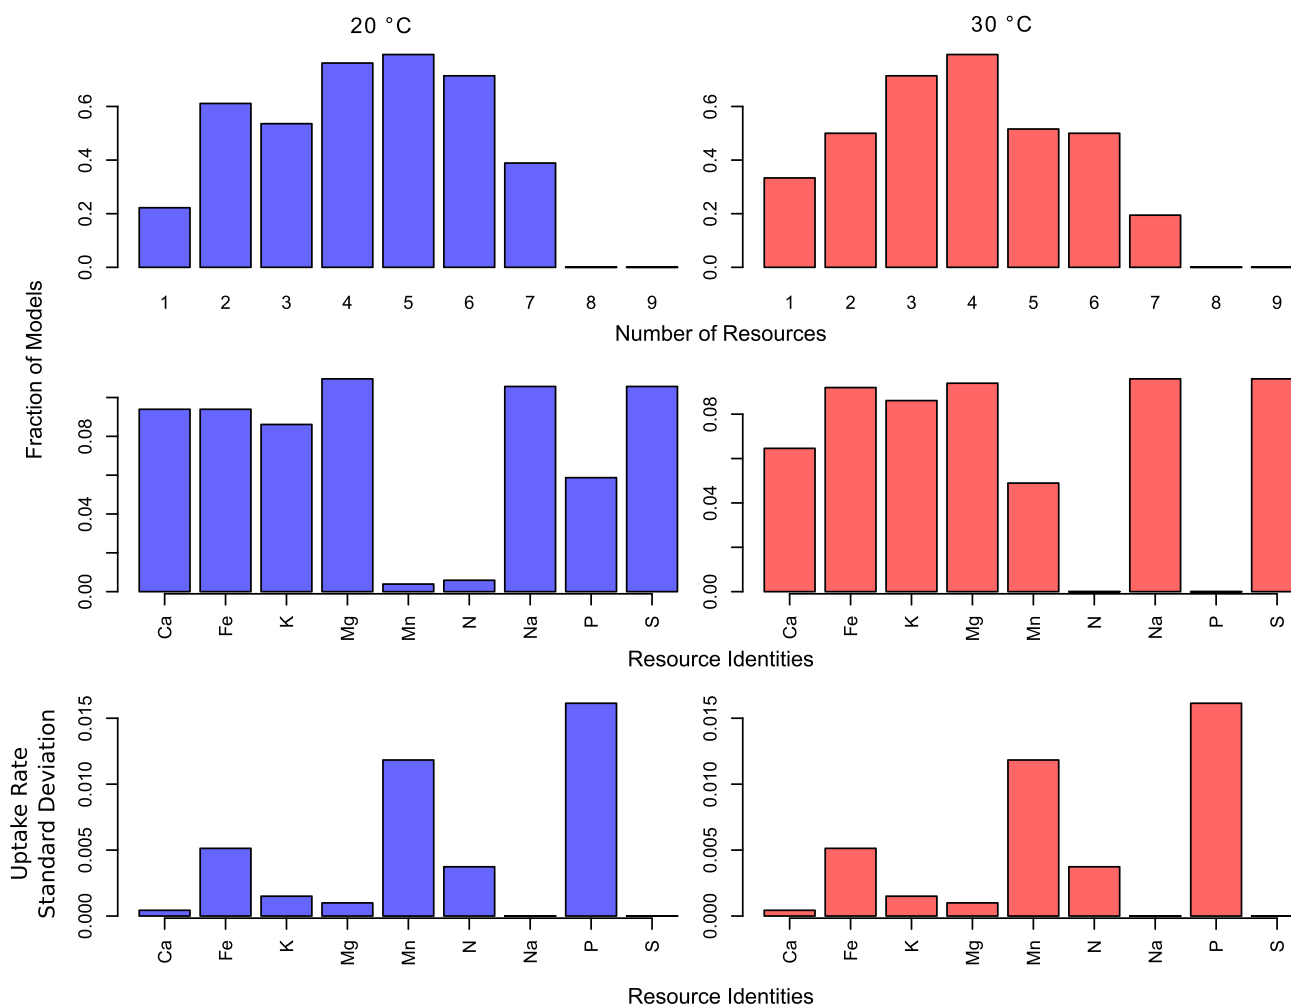 20 °C
30 °C
Fraction of Models
0.0 0.2 0.4 0.6
1 2 3 4 5 6 7 8 9
0.0 0.2 0.4 0.6
1 2 3 4 5 6 7 8 9
Number of Resources
0.00 0.04 0.08
Ca Fe K Mg Mn N Na P S
0.00 0.04 0.08
Ca Fe K Mg Mn N Na P S
Resource Identities
Uptake Rate
Standard Deviation
0.000 0.005 0.010 0.015
Ca Fe K Mg Mn N Na P S
0.000 0.005 0.010 0.015
Ca Fe K Mg Mn N Na P S
Resource Identities